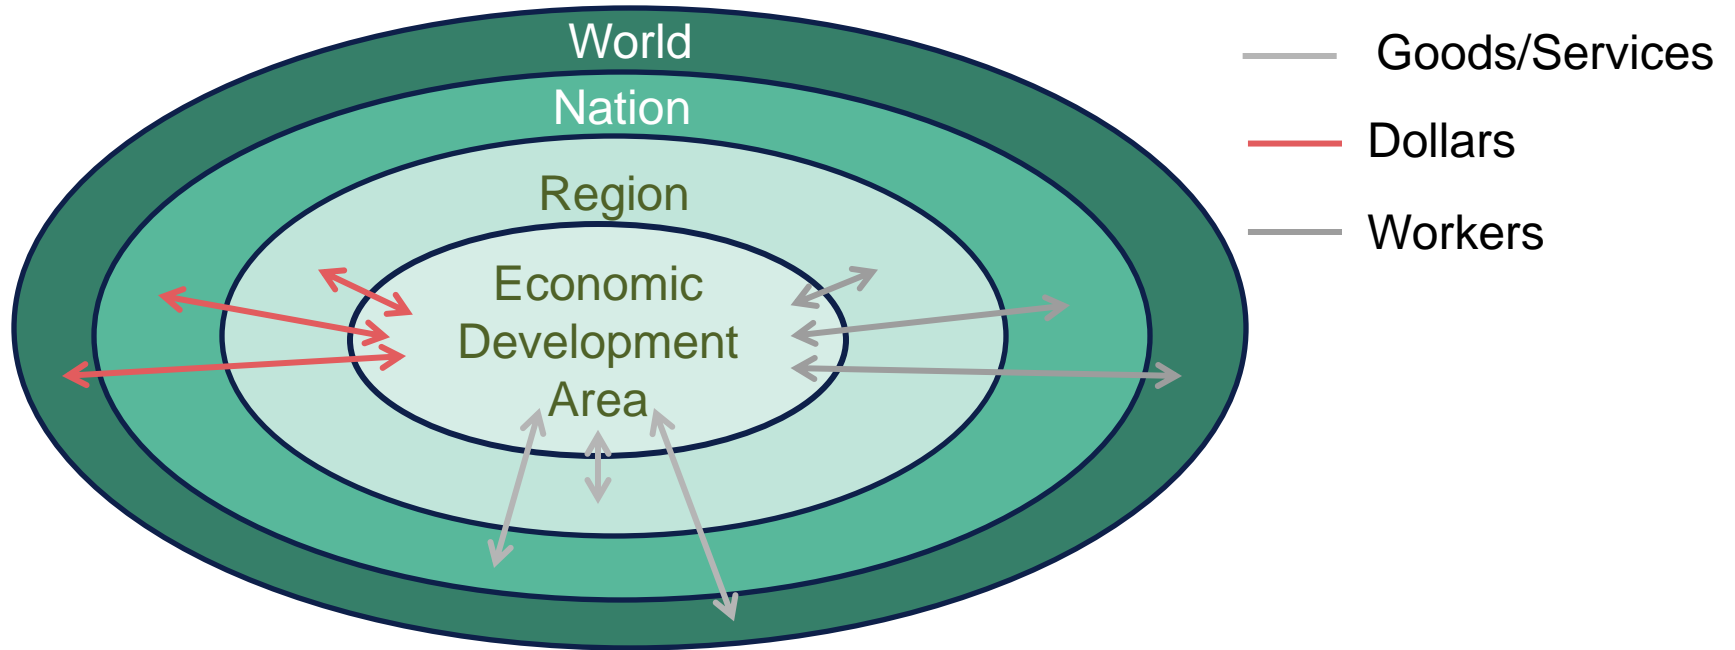 World
Nation
Region
Economic
Development
Area
Goods/Services
Dollars
Workers